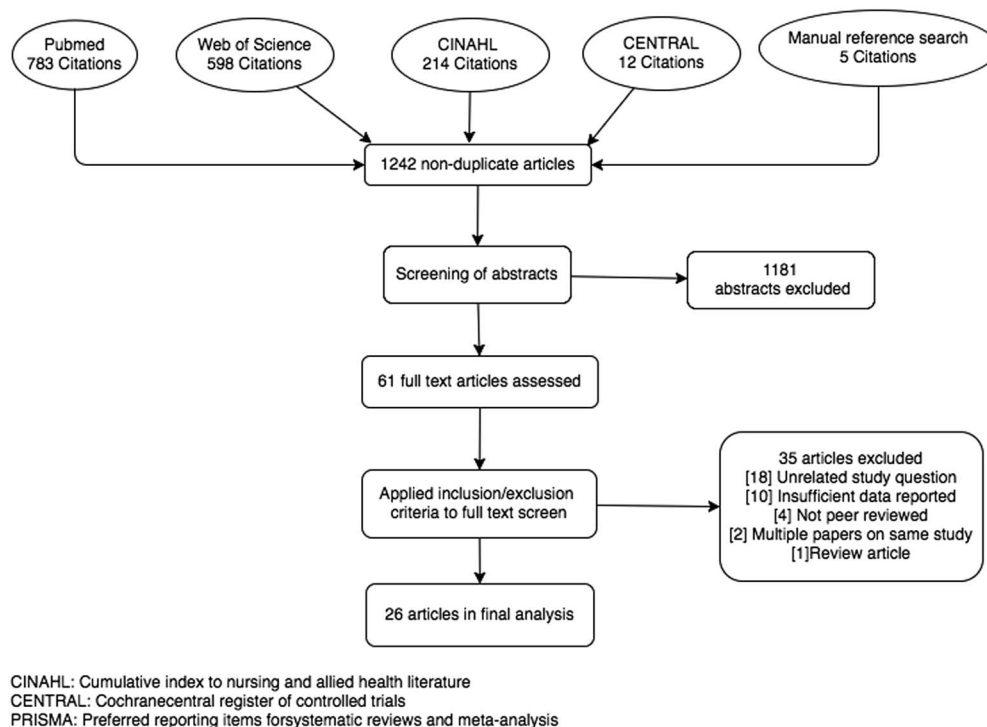 Pubmed
783 Citations
Web of Science
598 Citations
CINAHL
214 Citations
CENTRAL
12 Citations
Manual reference search
5 Citations
1242 non-duplicate articles
Screening of abstracts
1181
abstracts excluded
61 full text articles assessed
Applied inclusion/exclusion
criteria to full text screen
35 articles excluded
[18] Unrelated study question
[10] Insufficient data reported
[4] Not peer reviewed
[2] Multiple papers on same study
[1]Review article
26 articles in final analysis
CINAHL: Cumulative index to nursing and allied health literature
CENTRAL: Cochranecentral register of controlled trials
PRISMA: Preferred reporting items forsystematic reviews and meta-analysis